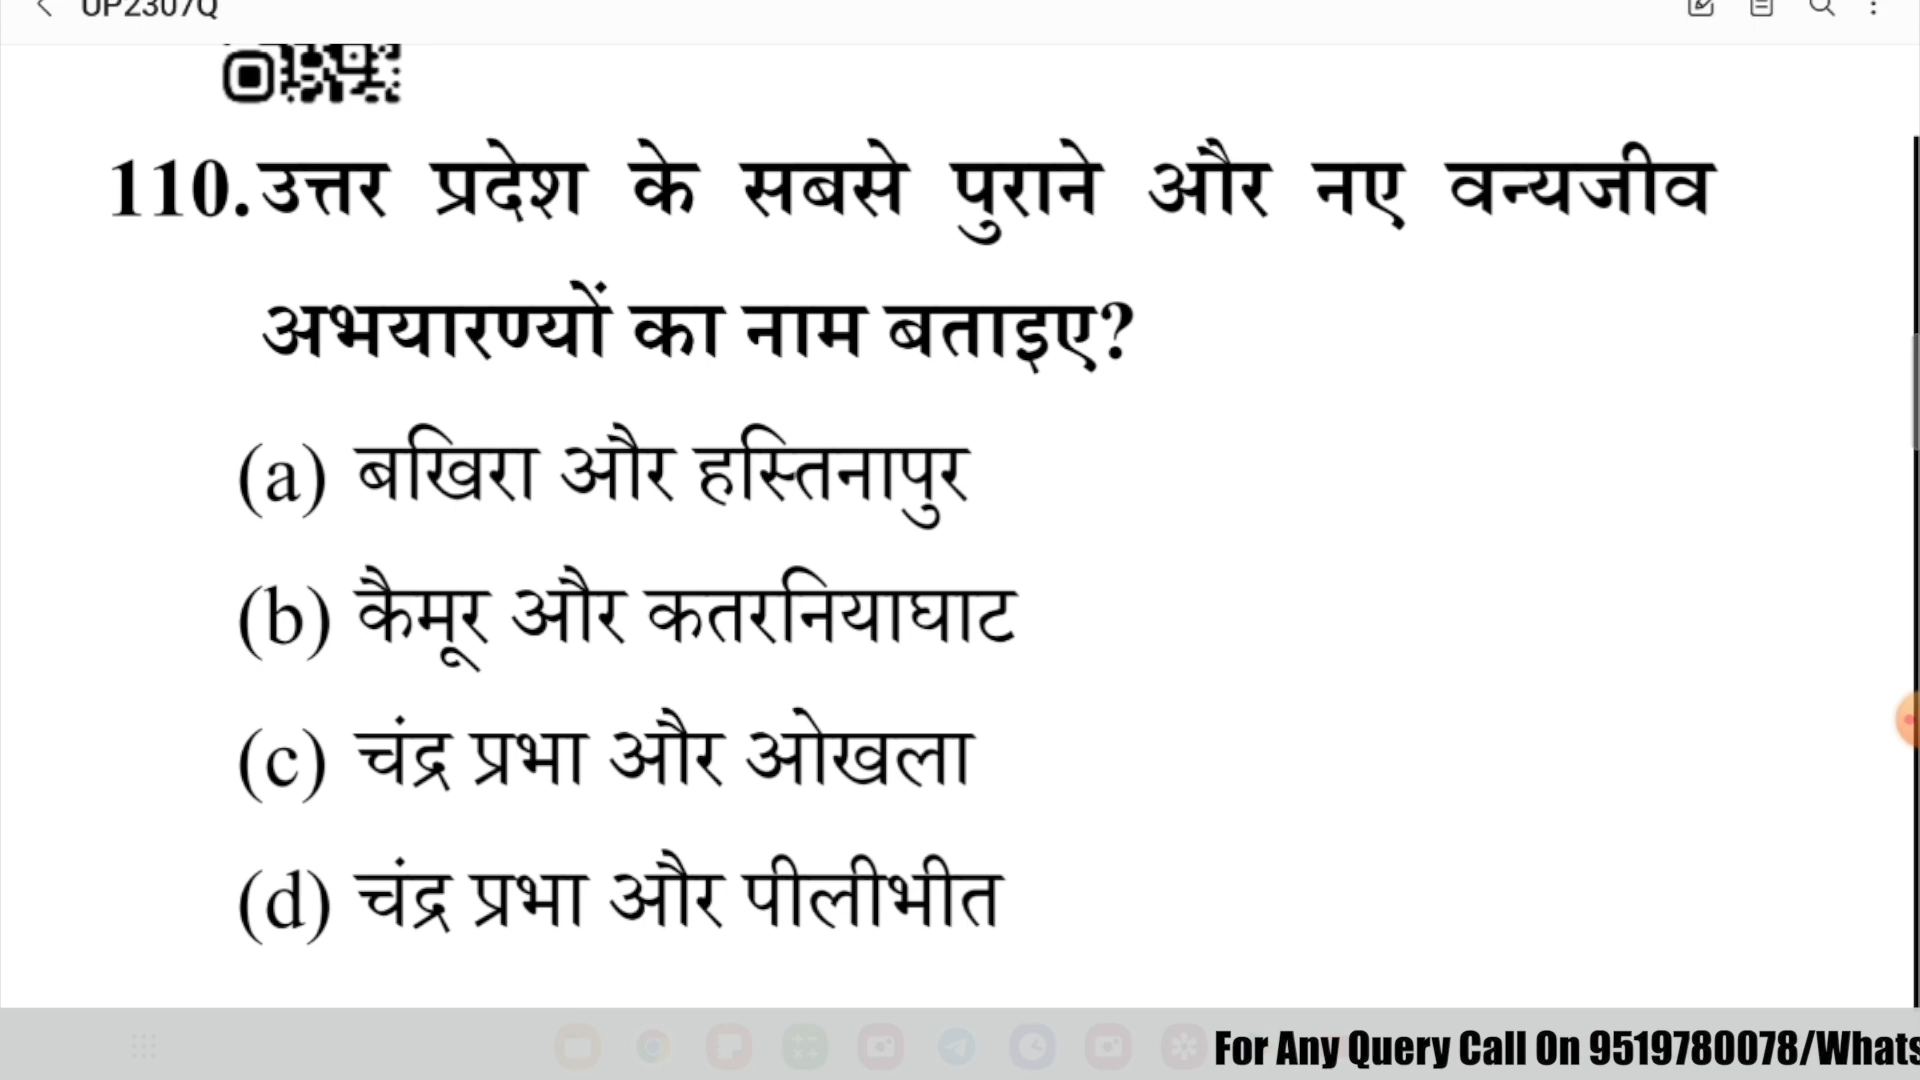 UP2307Q
110.उत्तर प्रदेश के सबसे पुराने और नए वन्यजीव
अभयारण्यों का नाम बताइए?
(a) बखिरा और हस्तिनापुर
(b) कैमूर और कतरनियाघाट
(c) चंद्र प्रभा और ओखला
(d) चंद्र प्रभा और पीलीभीत
For Any Query Call On 9519780078/Whats